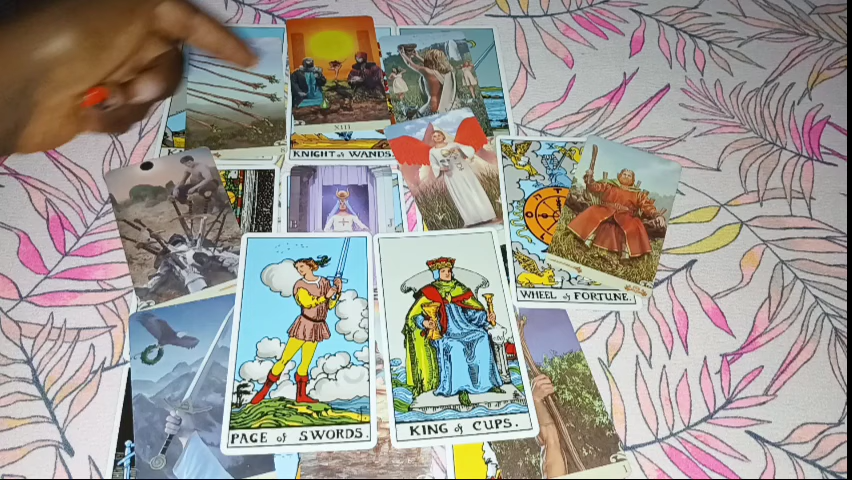 XIII
KNIGHT of WANDS
WHEEL of FORTUNE.
PAGE of SWORDS.
KING of CUPS.